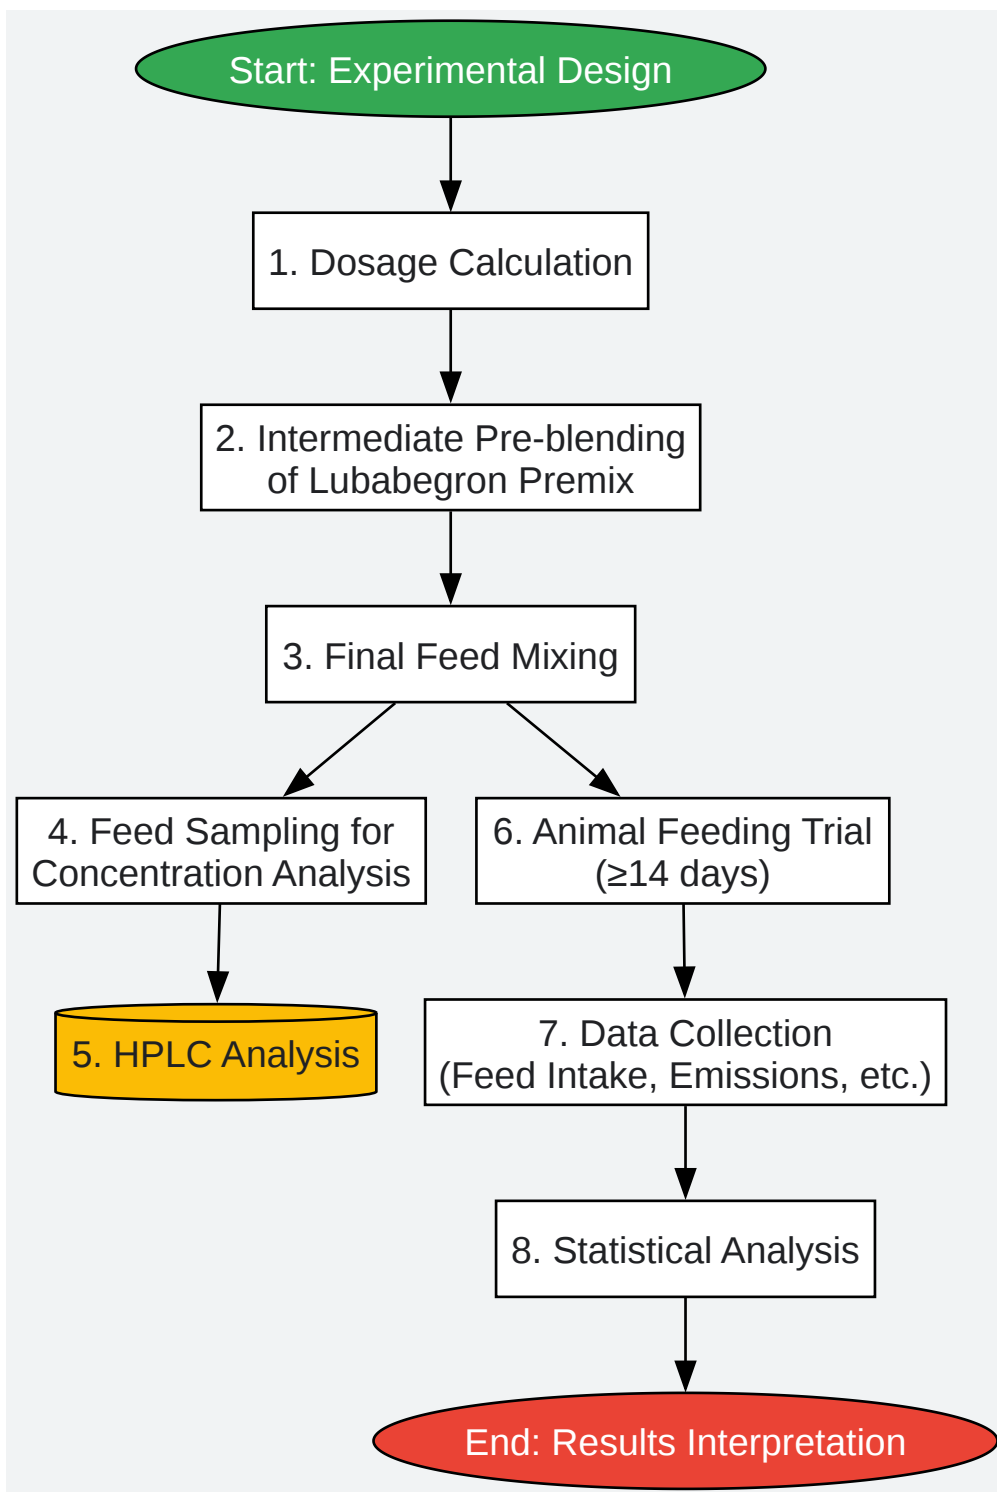 Start: Experimental Design
1. Dosage Calculation
2. Intermediate Pre-blending
of Lubabegron Premix
3. Final Feed Mixing
4. Feed Sampling for
Concentration Analysis
5. HPLC Analysis
6. Animal Feeding Trial
(≥14 days)
7. Data Collection
(Feed Intake, Emissions, etc.)
8. Statistical Analysis
End: Results Interpretation